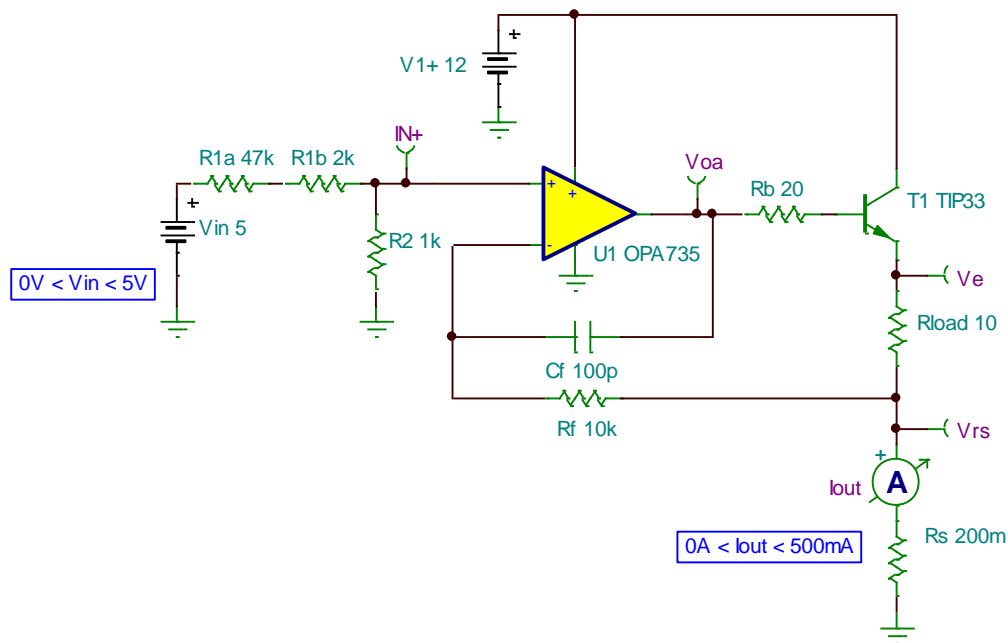 V1+ 12
IN+
R1a 47k
R1b 2k
Voa
Rb 20
T1 TIP33
+
Vin 5
R2 1k
+
+
-
U1 OPA735
0V < Vin < 5V
Ve
Rload 10
Cf 100p
Rf 10k
Vrs
+
Iout
A
0A < Iout < 500mA
Rs 200m
+